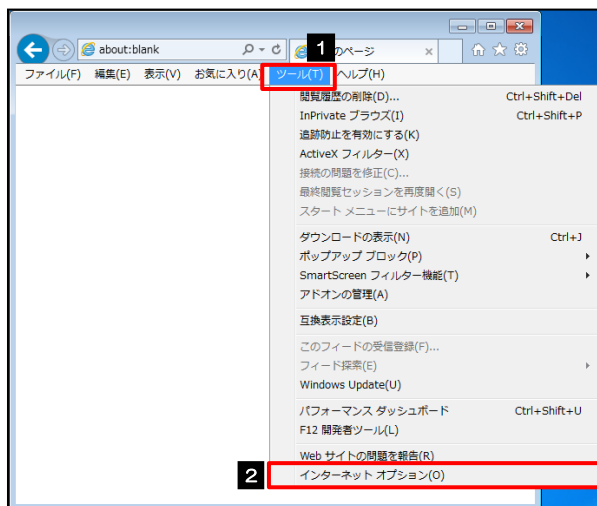 about:blank
1
のページ
ファイル(F) 編集(E) 表示(V) お気に入り(A) ツール(T) ヘルプ(H)
閲覧履歴の削除(D)... Ctrl+Shift+Del
InPrivate ブラウズ(I) Ctrl+Shift+P
追跡防止を有効にする(K)
ActiveX フィルター(X)
接続の問題を修正(C)...
最終閲覧セッションを再度開く(S)
スタート メニューにサイトを追加(M)
ダウンロードの表示(N) Ctrl+J
ポップアップ ブロック(P)
SmartScreen フィルター機能(T)
アドオンの管理(A)
互換表示設定(B)
このフィードの受信登録(F)...
フィード探索(E)
Windows Update(U)
パフォーマンス ダッシュボード Ctrl+Shift+U
F12 開発者ツール(L)
Web サイトの問題を報告(R)
2 インターネット オプション(O)